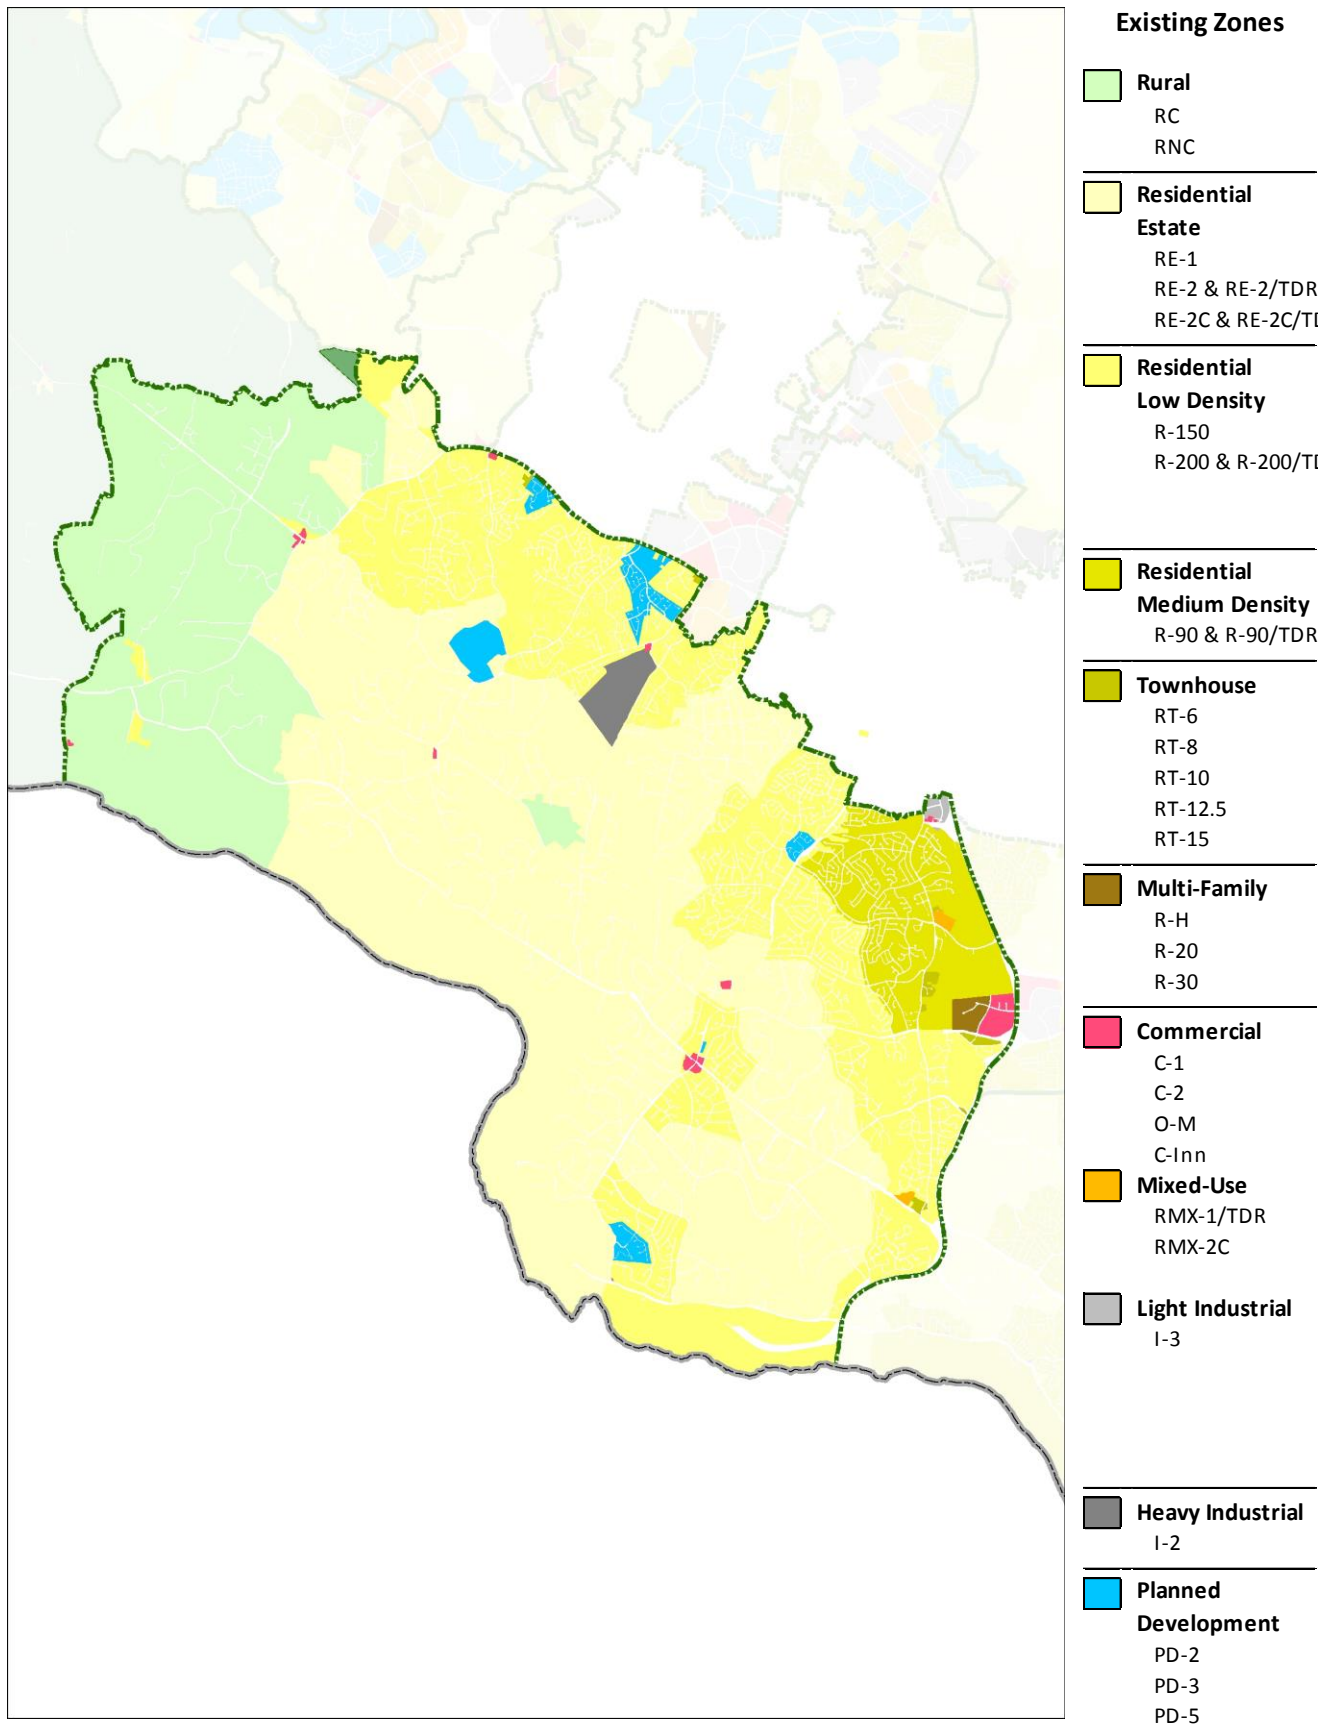 Existing Zones
Rural
RC
RNC
Residential
Estate
RE-1
RE-2 & RE-2/TDR
RE-2C & RE-2C/TD
Residential
Low Density
R-150
R-200 & R-200/TD
Residential
Medium Density
R-90 & R-90/TDR
Townhouse
RT-6
RT-8
RT-10
RT-12.5
RT-15
Multi-Family
R-H
R-20
R-30
Commercial
C-1
C-2
O-M
C-Inn
Mixed-Use
RMX-1/TDR
RMX-2C
Light Industrial
I-3
Heavy Industrial
I-2
Planned
Development
PD-2
PD-3
PD-5